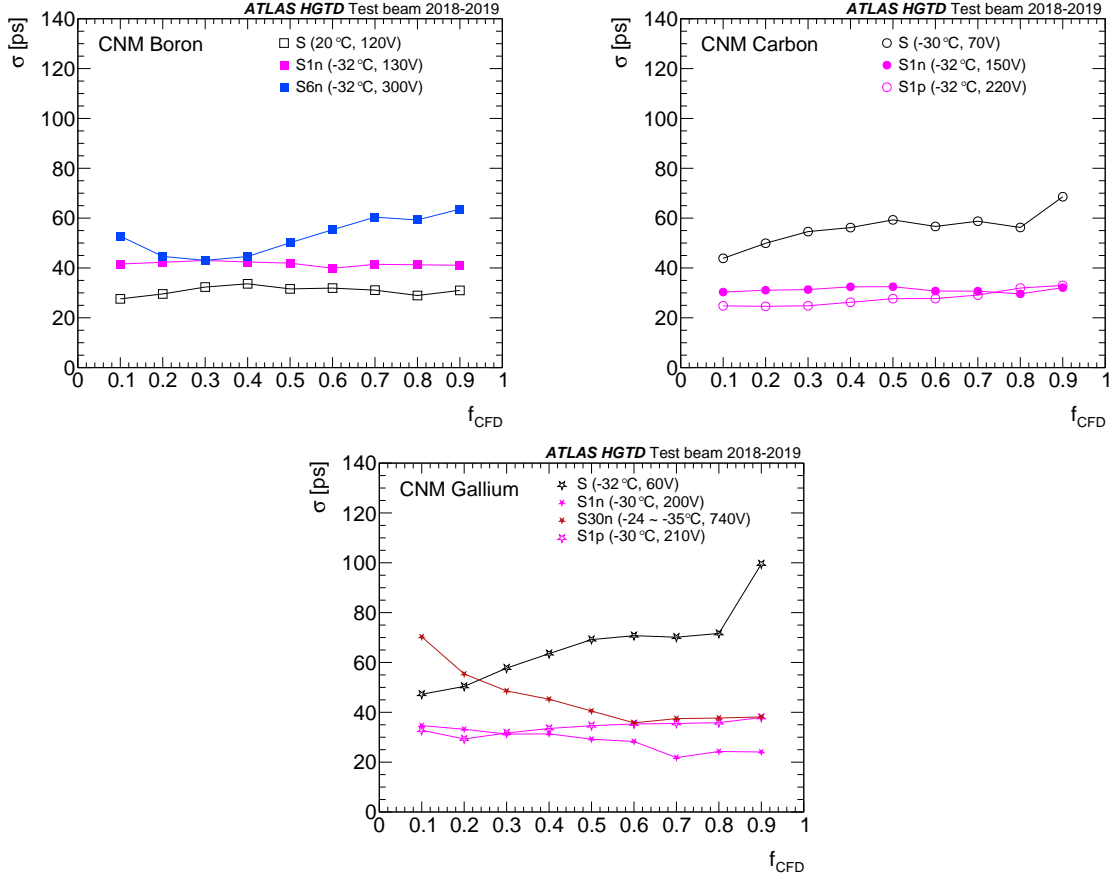 ATLAS HGTD Test beam 2018-2019
σ [ps]
140
120
100
80
60
40
20
0
CNM Boron
S (20 °C, 120V)
S1n (-32 °C, 130V)
S6n (-32 °C, 300V)
0 0.1 0.2 0.3 0.4 0.5 0.6 0.7 0.8 0.9 1
f_CFD
ATLAS HGTD Test beam 2018-2019
σ [ps]
140
120
100
80
60
40
20
0
CNM Carbon
S (-30 °C, 70V)
S1n (-32 °C, 150V)
S1p (-32 °C, 220V)
0 0.1 0.2 0.3 0.4 0.5 0.6 0.7 0.8 0.9 1
f_CFD
ATLAS HGTD Test beam 2018-2019
σ [ps]
140
120
100
80
60
40
20
0
CNM Gallium
S (-32 °C, 60V)
S1n (-30 °C, 200V)
S30n (-24 ~ -35°C, 740V)
S1p (-30 °C, 210V)
0 0.1 0.2 0.3 0.4 0.5 0.6 0.7 0.8 0.9 1
f_CFD